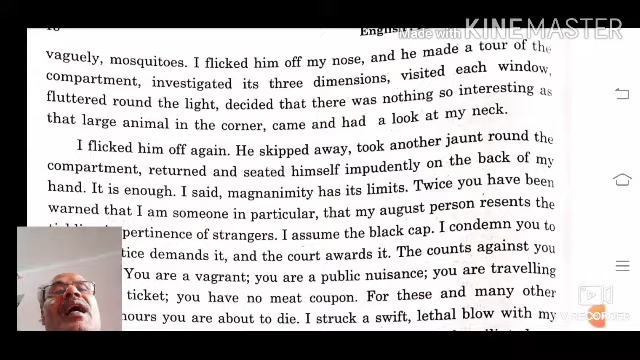 Made with KINEMASTER
English
vaguely, mosquitoes. I flicked him off my nose, and he made a tour of the
compartment, investigated its three dimensions, visited each window,
fluttered round the light, decided that there was nothing so interesting as
that large animal in the corner, came and had a look at my neck.
I flicked him off again. He skipped away, took another jaunt round the
compartment, returned and seated himself impudently on the back of my
hand. It is enough. I said, magnanimity has its limits. Twice you have been
warned that I am someone in particular, that my august person resents the
pertinence of strangers. I assume the black cap. I condemn you to
tice demands it, and the court awards it. The counts against you
You are a vagrant; you are a public nuisance; you are travelling
ticket; you have no meat coupon. For these and many other
nours you are about to die. I struck a swift, lethal blow with my
V RECORDER